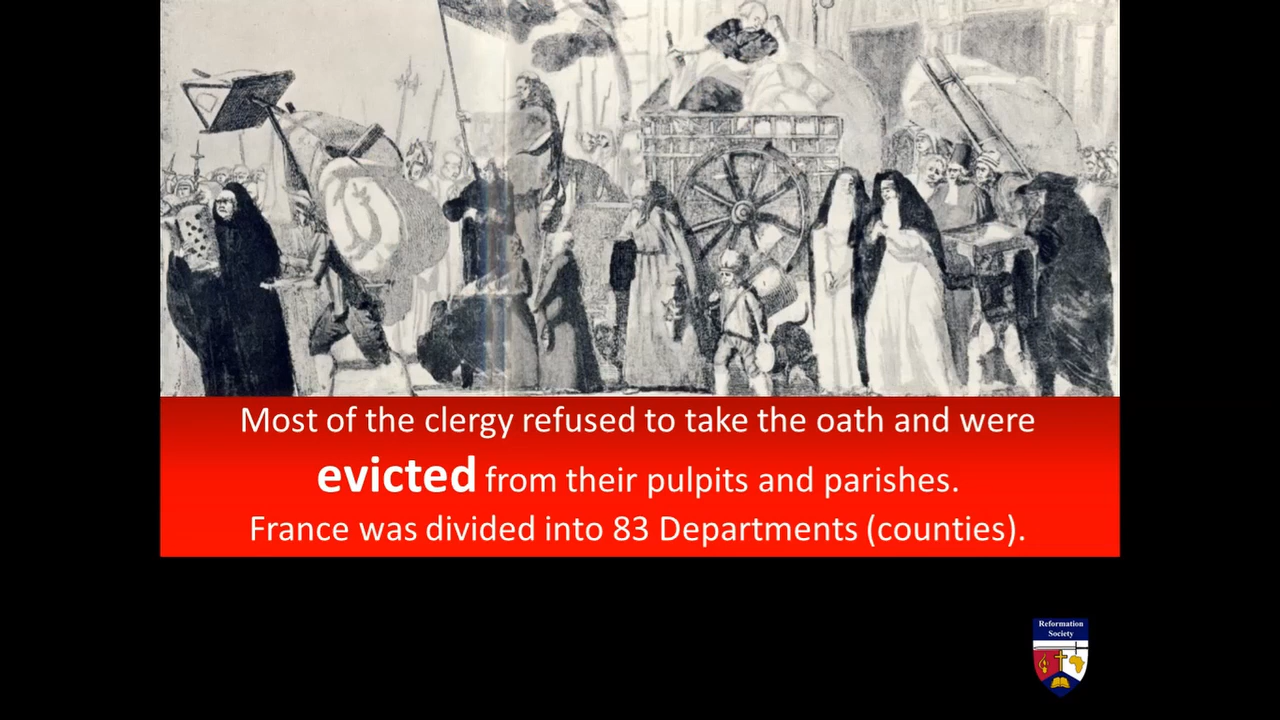 Most of the clergy refused to take the oath and were
evicted from their pulpits and parishes.
France was divided into 83 Departments (counties).
Reformation
Society